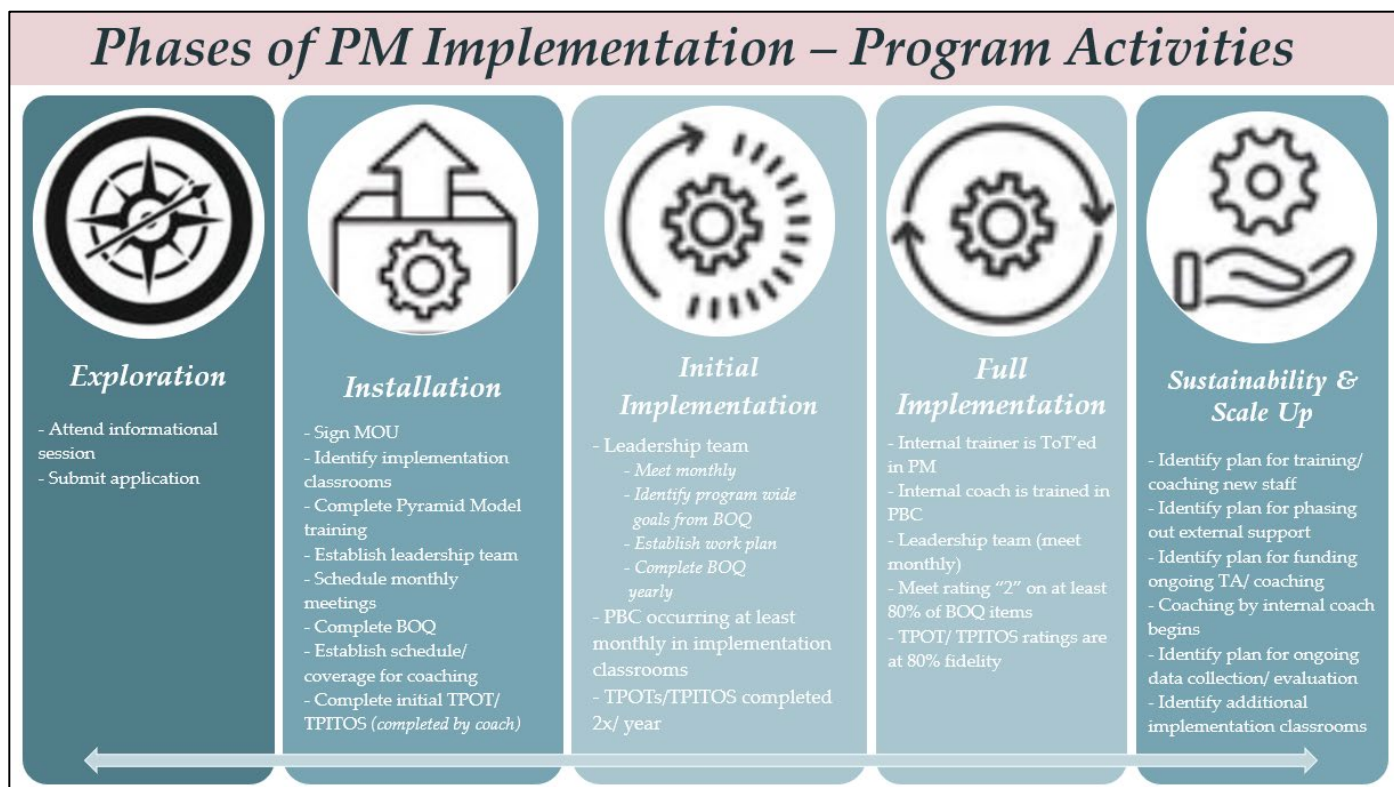 Phases of PM Implementation – Program Activities
Exploration
- Attend informational
session
- Submit application
Installation
- Sign MOU
- Identify implementation
classrooms
- Complete Pyramid Model
training
- Establish leadership team
- Schedule monthly
meetings
- Complete BOQ
- Establish schedule/
coverage for coaching
- Complete initial TPOT/
TPITOS (completed by coach)
Initial
Implementation
- Leadership team
- Meet monthly
- Identify program wide
goals from BOQ
- Establish work plan
- Complete BOQ
yearly
- PBC occurring at least
monthly in implementation
classrooms
- TPOTs/TPITOS completed
2x/ year
Full
Implementation
- Internal trainer is ToT'ed
in PM
- Internal coach is trained in
PBC
- Leadership team (meet
monthly)
- Meet rating “2” on at least
80% of BOQ items
- TPOT/ TPITOS ratings are
at 80% fidelity
Sustainability &
Scale Up
- Identify plan for training/
coaching new staff
- Identify plan for phasing
out external support
- Identify plan for funding
ongoing TA/ coaching
- Coaching by internal coach
begins
- Identify plan for ongoing
data collection/ evaluation
- Identify additional
implementation classrooms